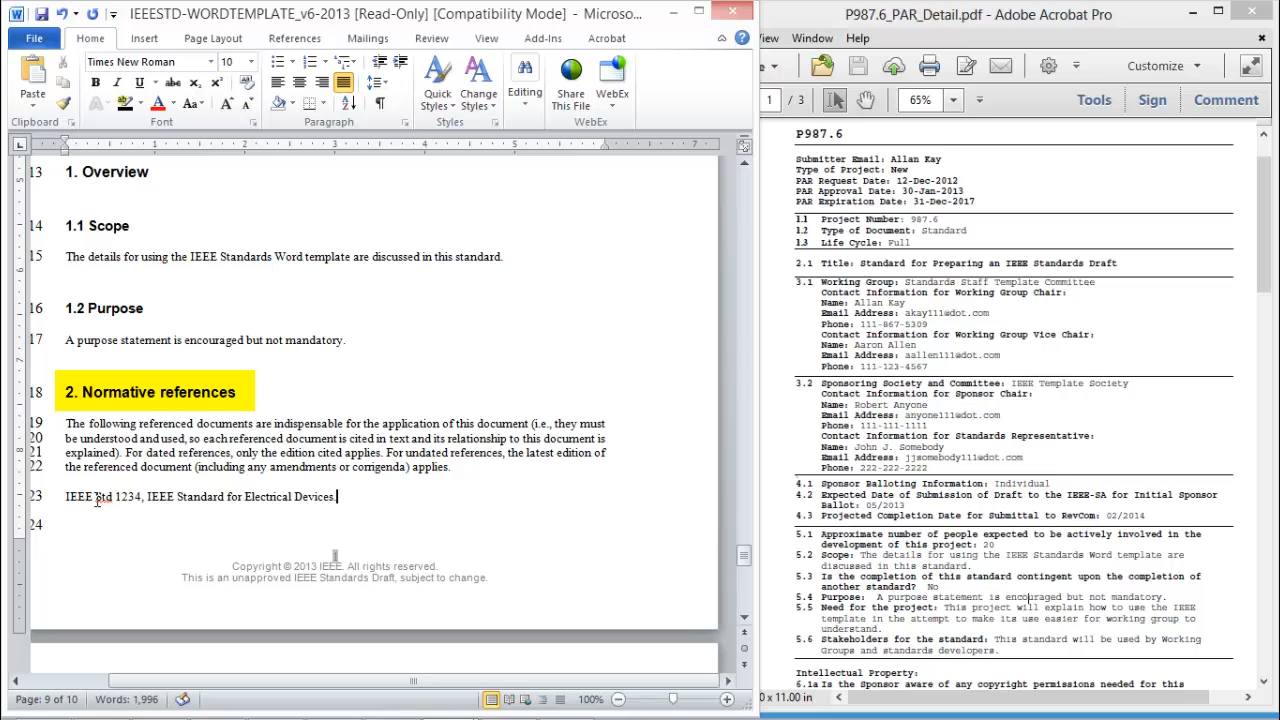 IEEESTD-WORDTEMPLATE_v6-2013 [Read-Only] [Compatibility Mode] - Microso...
File Home Insert Page Layout References Mailings Review View Add-Ins Acrobat
Times New Roman 10
Paste
Quick Styles
Change Styles
Editing
Share This File
WebEx
Clipboard Font Paragraph Styles WebEx
1 2 3 4 5 7
13 1. Overview
14 1.1 Scope
15 The details for using the IEEE Standards Word template are discussed in this standard.
16 1.2 Purpose
17 A purpose statement is encouraged but not mandatory.
18 2. Normative references
19 The following referenced documents are indispensable for the application of this document (i.e., they must
20 be understood and used, so each referenced document is cited in text and its relationship to this document is
21 explained). For dated references, only the edition cited applies. For undated references, the latest edition of
22 the referenced document (including any amendments or corrigenda) applies.
23 IEEE Std 1234, IEEE Standard for Electrical Devices.
24
1
Copyright © 2013 IEEE. All rights reserved.
This is an unapproved IEEE Standards Draft, subject to change.
Page: 9 of 10 Words: 196 100%
P987.6_PAR_Detail.pdf - Adobe Acrobat Pro
View Window Help
Customize
1 / 3 65% Tools Sign Comment
P987.6
Submitter Email: Allan Kay
Type of Project: New
PAR Request Date: 12-Dec-2012
PAR Approval Date: 30-Jan-2013
PAR Expiration Date: 31-Dec-2017
1.1 Project Number: 987.6
1.2 Type of Document: Standard
1.3 Life Cycle: Full
2.1 Title: Standard for Preparing an IEEE Standards Draft
3.1 Working Group: Standards Staff Template Committee
Contact Information for Working Group Chair:
Name: Allan Kay
Email Address: akay111@dot.com
Phone: 111-867-5309
Contact Information for Working Group Vice Chair:
Name: Aaron Allen
Email Address: aallen111@dot.com
Phone: 111-123-4567
3.2 Sponsoring Society and Committee: IEEE Template Society
Contact Information for Sponsor Chair:
Name: Robert Anyone
Email Address: anyone111@dot.com
Phone: 111-111-1111
Contact Information for Standards Representative:
Name: John J. Somebody
Email Address: jjsomebody111@dot.com
Phone: 222-222-2222
4.1 Sponsor Balloting Information: Individual
4.2 Expected Date of Submission of Draft to the IEEE-SA for Initial Sponsor
Ballot: 05/2013
4.3 Projected Completion Date for Submittal to RevCom: 02/2014
5.1 Approximate number of people expected to be actively involved in the
development of this project: 20
5.2 Scope: The details for using the IEEE Standards Word template are
discussed in this standard.
5.3 Is the completion of this standard contingent upon the completion of
another standard? No
5.4 Purpose: A purpose statement is encouraged but not mandatory.
5.5 Need for the project: This project will explain how to use the IEEE
template in the attempt to make its use easier for working group to
understand.
5.6 Stakeholders for the standard: This standard will be used by Working
Groups and standards developers.
Intellectual Property:
6.1a Is the Sponsor aware of any copyright permissions needed for this
0 x 11.00 in